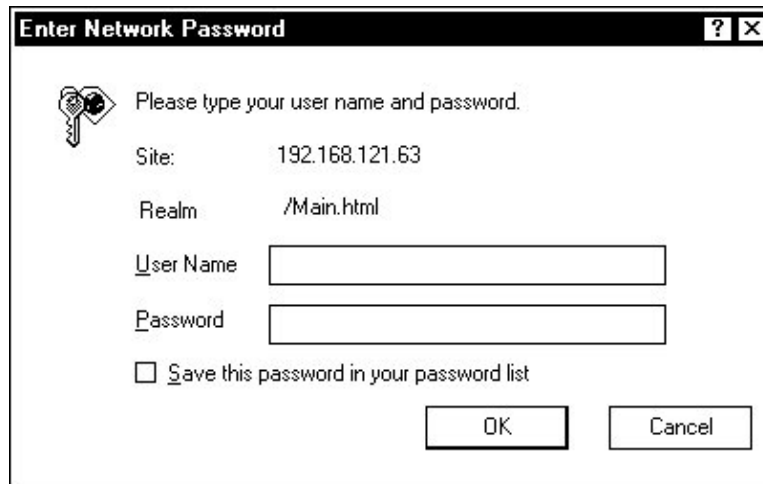 Enter Network Password ? X
Please type your user name and password.
Site: 192.168.121.63
Realm /Main.html
User Name
Password
Save this password in your password list
OK Cancel